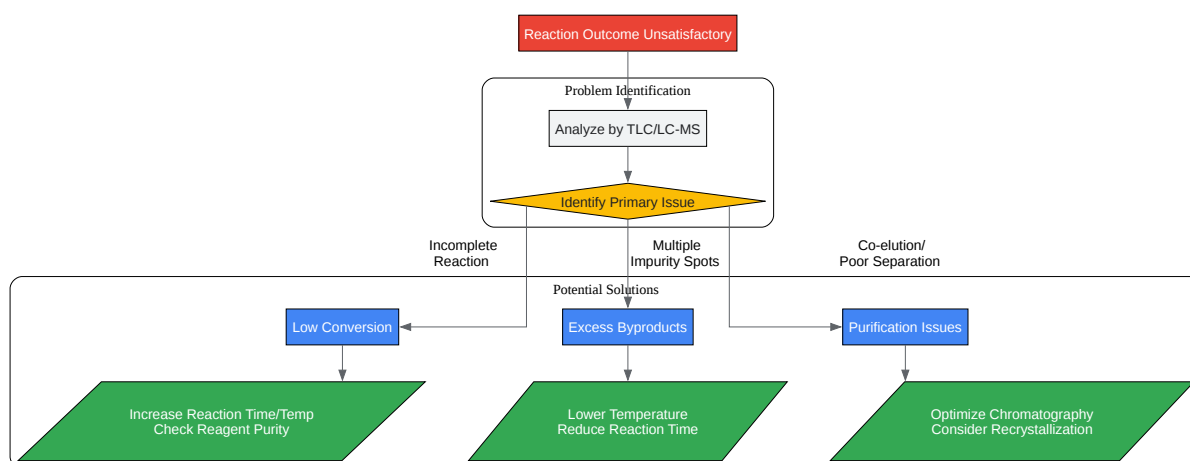 Reaction Outcome Unsatisfactory
Problem Identification
Analyze by TLC/LC-MS
Identify Primary Issue
Incomplete
Reaction
Multiple
Impurity Spots
Co-elution/
Poor Separation
Potential Solutions
Low Conversion
Excess Byproducts
Purification Issues
Increase Reaction Time/Temp
Check Reagent Purity
Lower Temperature
Reduce Reaction Time
Optimize Chromatography
Consider Recrystallization